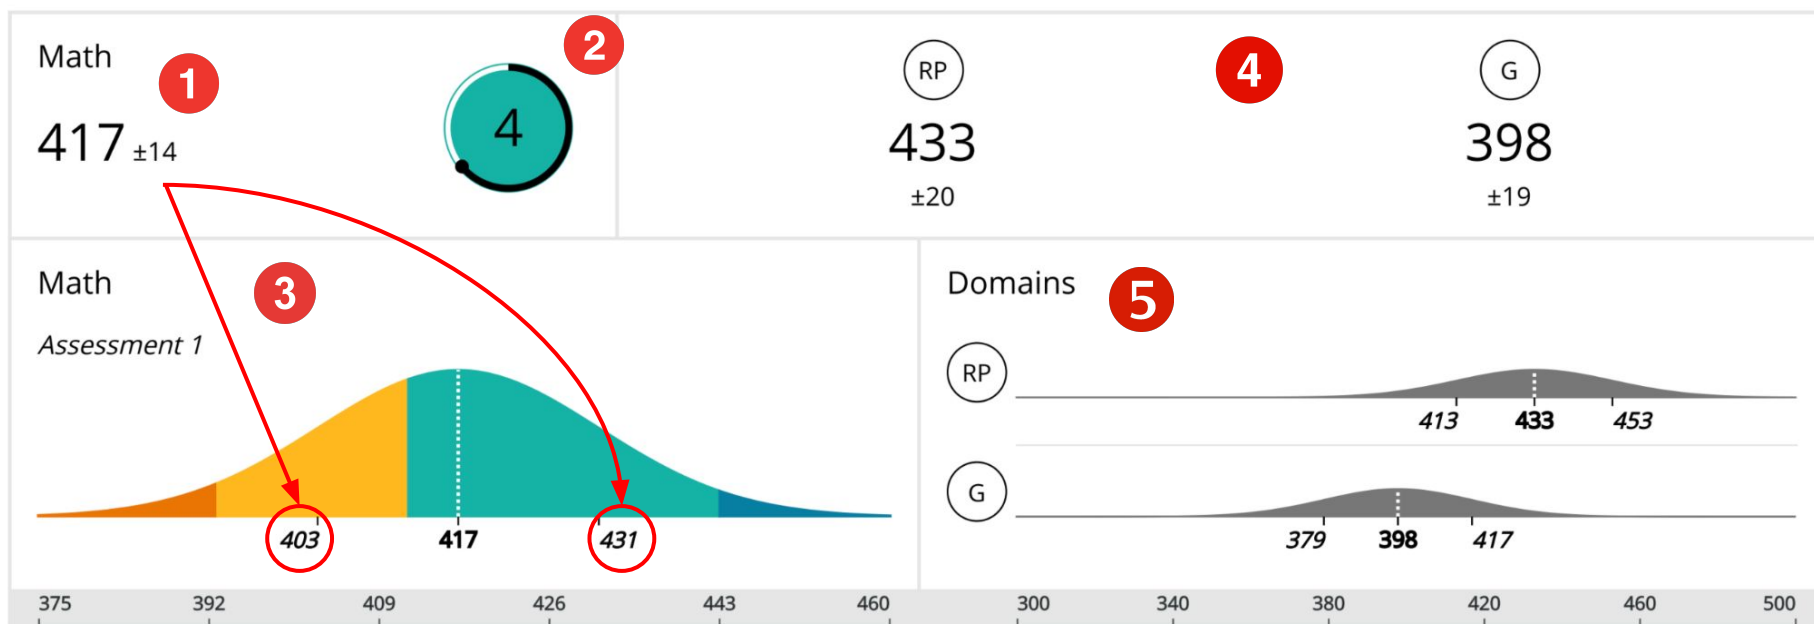 Math
1
417 ±14
2
4
RP
433
±20
4
G
398
±19
Math
3
Assessment 1
403 417 431
Domains
5
RP
413 433 453
G
379 398 417
375 392 409 426 443 460
300 340 380 420 460 500